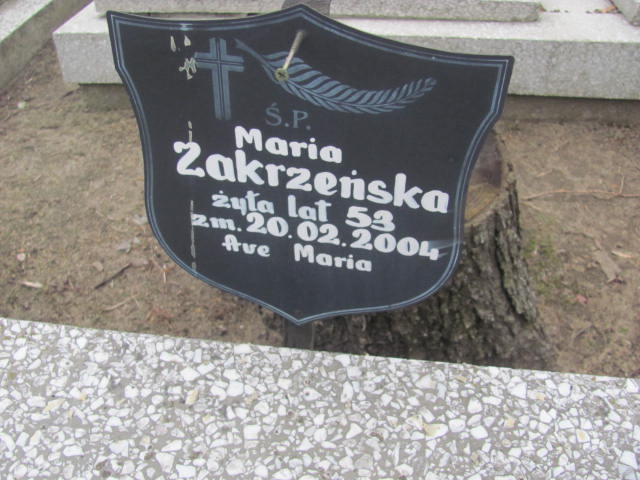 Ś.P.
Maria
Zakrzeńska
żyła lat 53
zm. 20.02.2004
Ave Maria